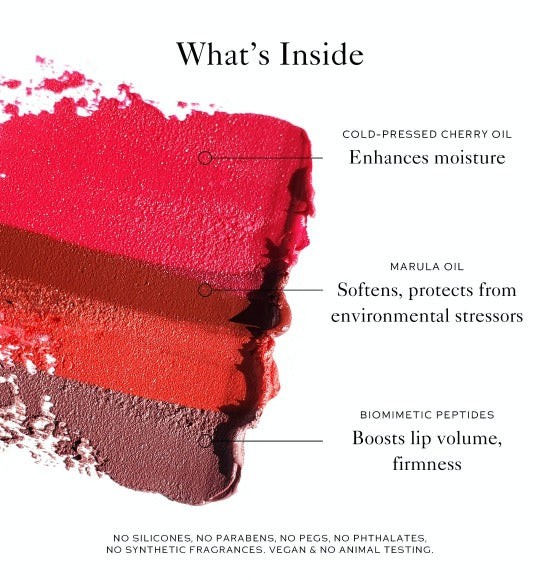 What's Inside
COLD-PRESSED CHERRY OIL
Enhances moisture
MARULA OIL
Softens, protects from
environmental stressors
BIOMIMETIC PEPTIDES
Boosts lip volume,
firmness
NO SILICONES, NO PARABENS, NO PEGS, NO PHTHALATES,
NO SYNTHETIC FRAGRANCES. VEGAN & NO ANIMAL TESTING.